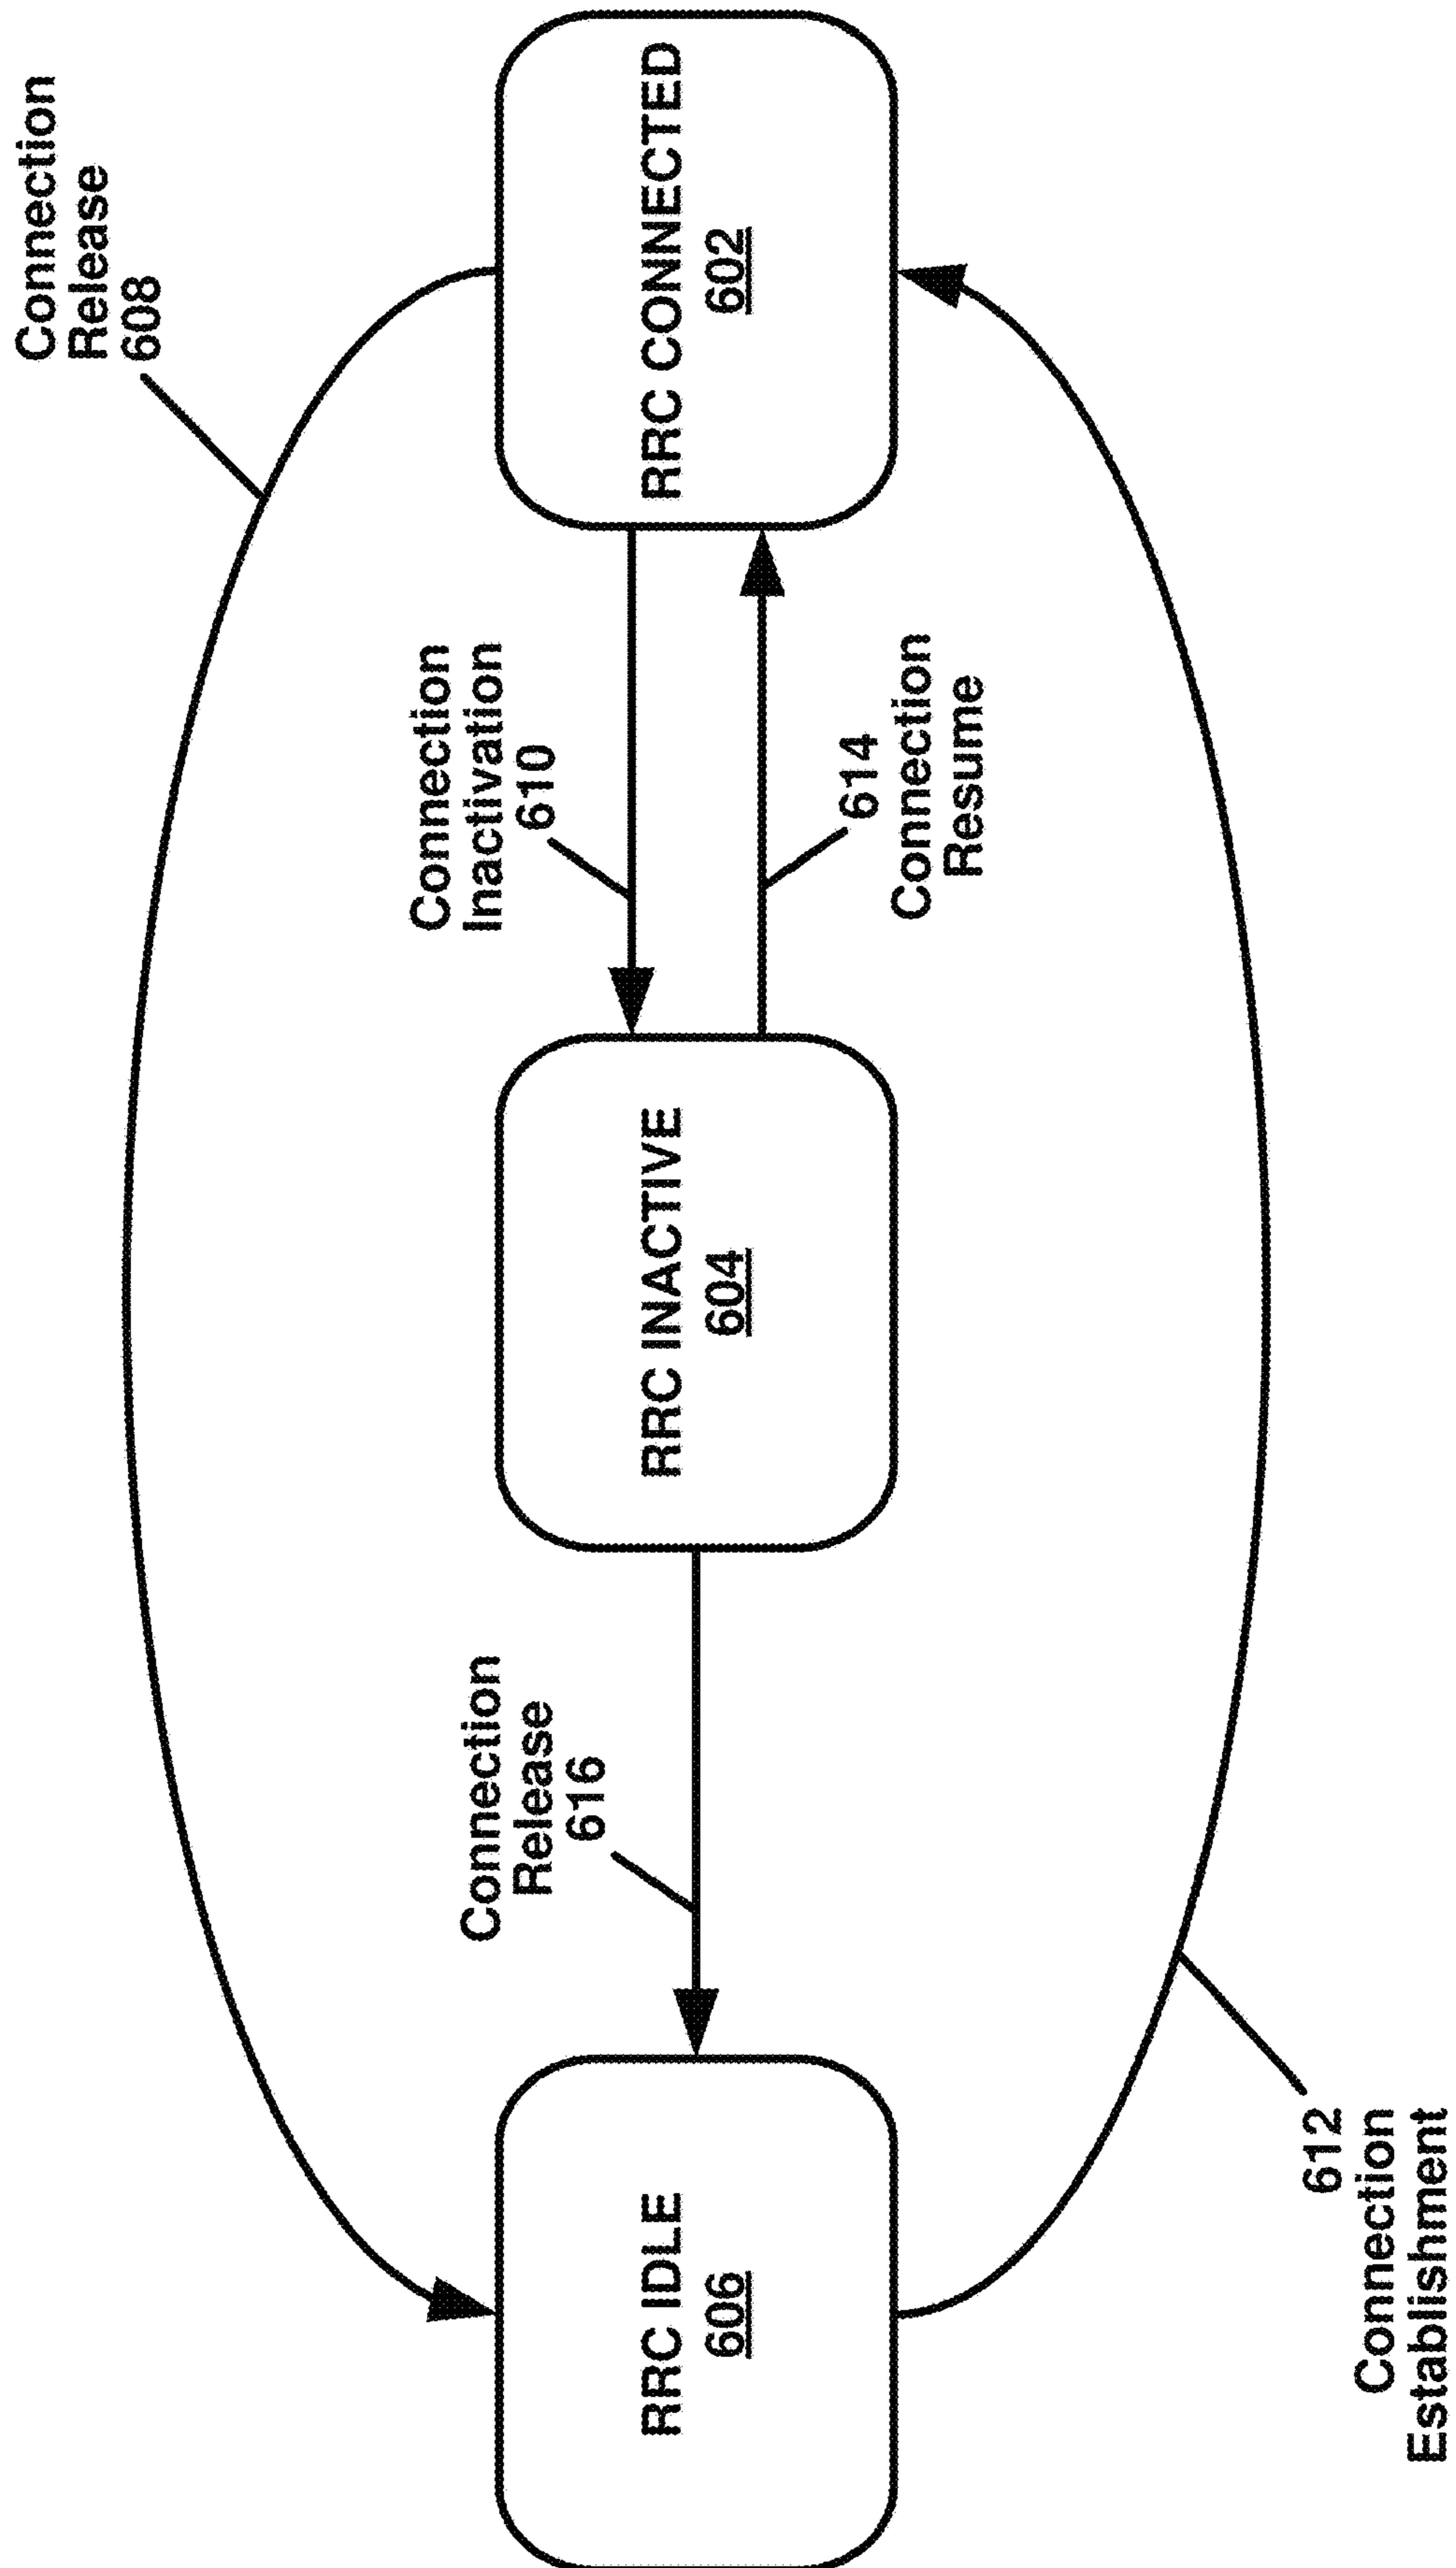 Connection
Release
608
RRC IDLE
606
Connection
Release
616
RRC INACTIVE
604
Connection
Inactivation
610
614
Connection
Resume
RRC CONNECTED
602
612
Connection
Establishment